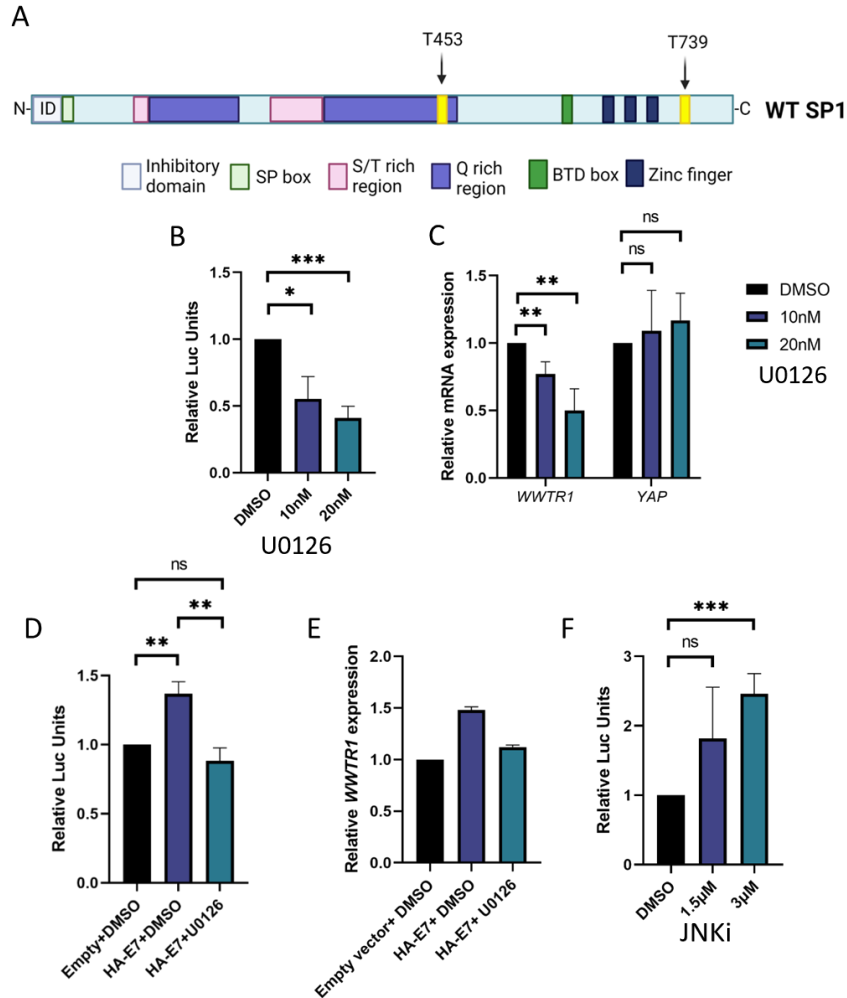 A
T453
T739
N-
ID
-C
WT SP1
Inhibitory
domain
SP box
S/T rich
region
Q rich
region
BTD box
Zinc finger
B
***
*
1.5
1.0
0.5
0.0
Relative Luc Units
DMSO
10nM
20nM
U0126
C
ns
ns
**
**
1.5
1.0
0.5
0.0
Relative mRNA expression
WWTR1
YAP
DMSO
10nM
20nM
U0126
D
ns
**
**
1.5
1.0
0.5
0.0
Relative Luc Units
Empty+DMSO
HA-E7+DMSO
HA-E7+U0126
E
2.0
1.5
1.0
0.5
0.0
Relative WWTR1 expression
Empty vector+ DMSO
HA-E7+ DMSO
HA-E7+ U0126
F
***
ns
3
2
1
0
Relative Luc Units
DMSO
1.5µM
3µM
JNKi